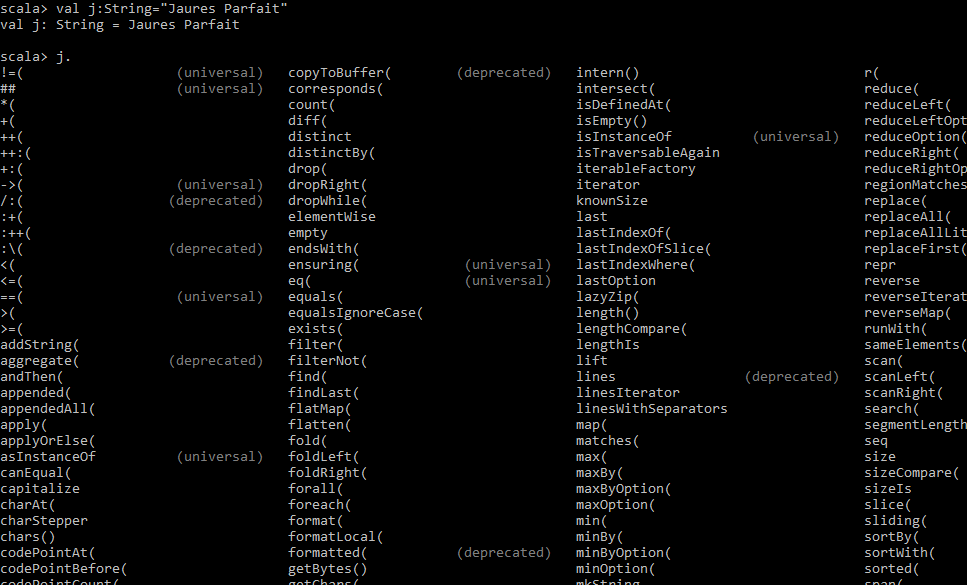 scala> val j:String="Jaures Parfait"
val j: String = Jaures Parfait
scala> j.
!=( (universal) copyToBuffer( (deprecated) intern() r(
## (universal) corresponds( intersect( reduce(
*( count( isDefinedAt( reduceLeft(
+( diff( isEmpty() reduceLeftOpt
++( distinct isInstanceOf (universal) reduceOption(
++:( distinctBy( isTraversableAgain reduceRight(
+:( drop( iterableFactory reduceRightOp
->( (universal) dropRight( iterator regionMatches
/:( (deprecated) dropWhile( knownSize replace(
:+( elementWise last replaceAll(
:++( empty lastIndexOf( replaceAllLit
:\( (deprecated) endsWith( lastIndexOfSlice( replaceFirst(
<( ensuring( (universal) lastIndexWhere( repr
<=( eq( (universal) lastOption reverse
==( (universal) equals( lazyZip( reverseIterat
>( equalsIgnoreCase( length() reverseMap(
>=( exists( lengthCompare( runWith(
addString( filter( lengthIs sameElements(
aggregate( (deprecated) filterNot( lift scan(
andThen( find( lines (deprecated) scanLeft(
appended( findLast( linesIterator scanRight(
appendedAll( flatMap( linesWithSeparators search(
apply( flatten( map( segmentLength
applyOrElse( fold( matches( seq
asInstanceOf (universal) foldLeft( max( size
canEqual( foldRight( maxBy( sizeCompare(
capitalize forall( maxByOption( sizeIs
charAt( foreach( maxOption( slice(
charStepper format( min( sliding(
chars() formatLocal( minBy( sortBy(
codePointAt( formatted( (deprecated) minByOption( sortWith(
codePointBefore( getBytes() minOption( sorted(
codePointCount( getChars( mkString span(